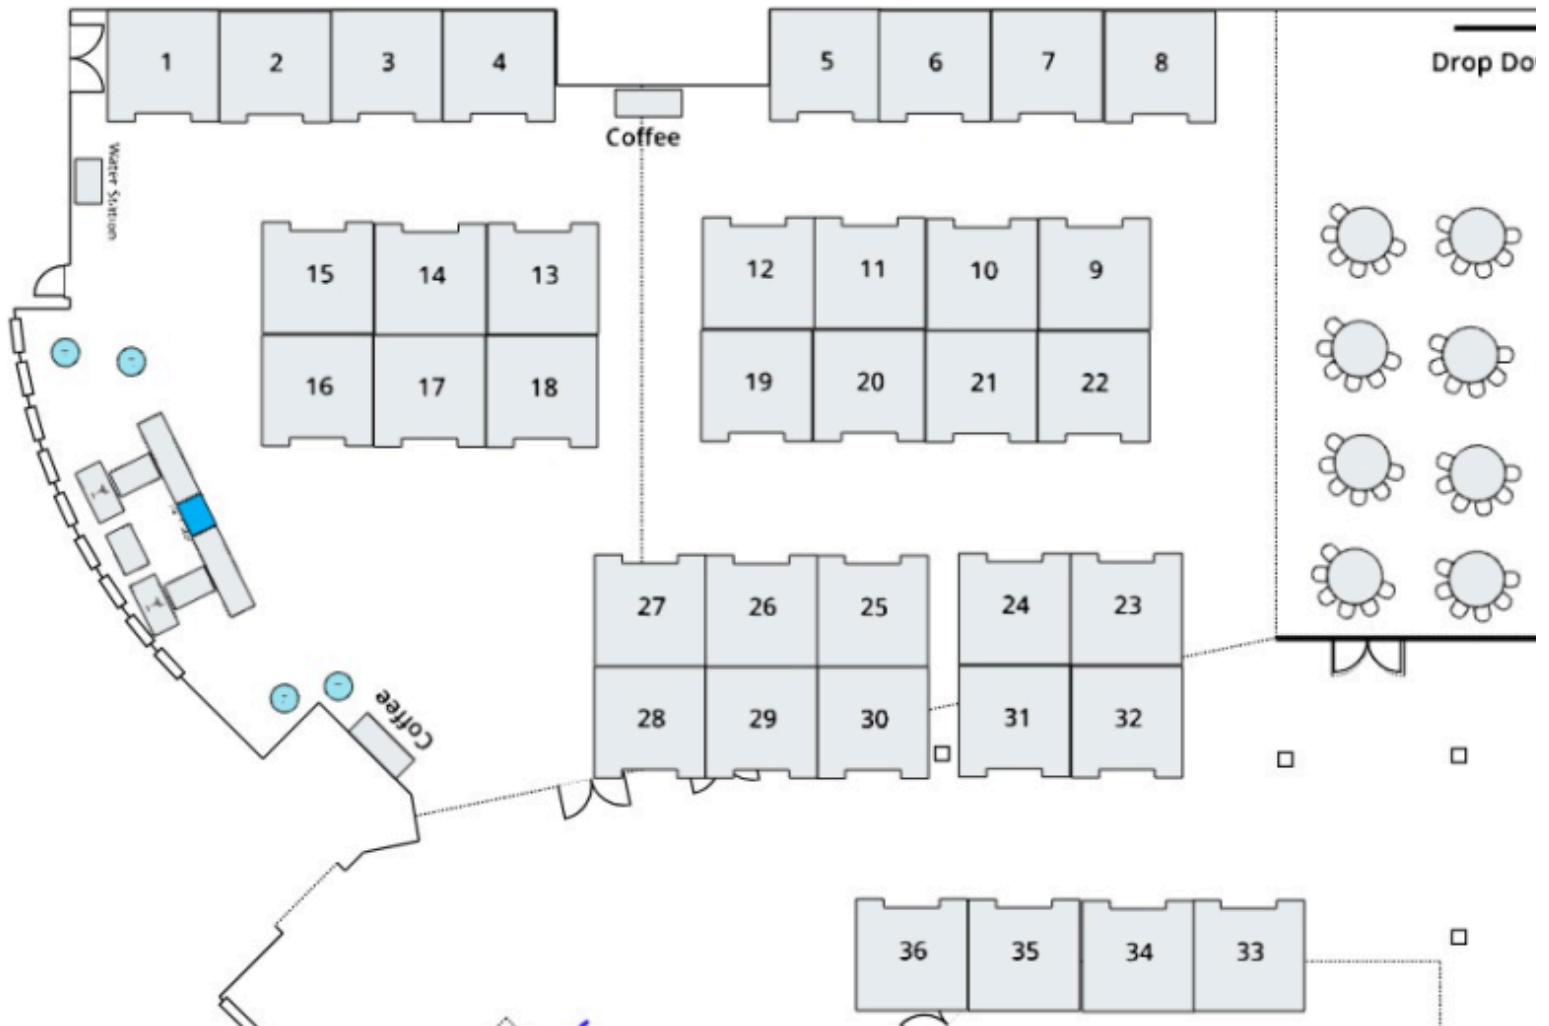 1 2 3 4 5 6 7 8
Drop Do
Coffee
Water Station
15 14 13 12 11 10 9
16 17 18 19 20 21 22
27 26 25 24 23
28 29 30 31 32
Coffee
36 35 34 33